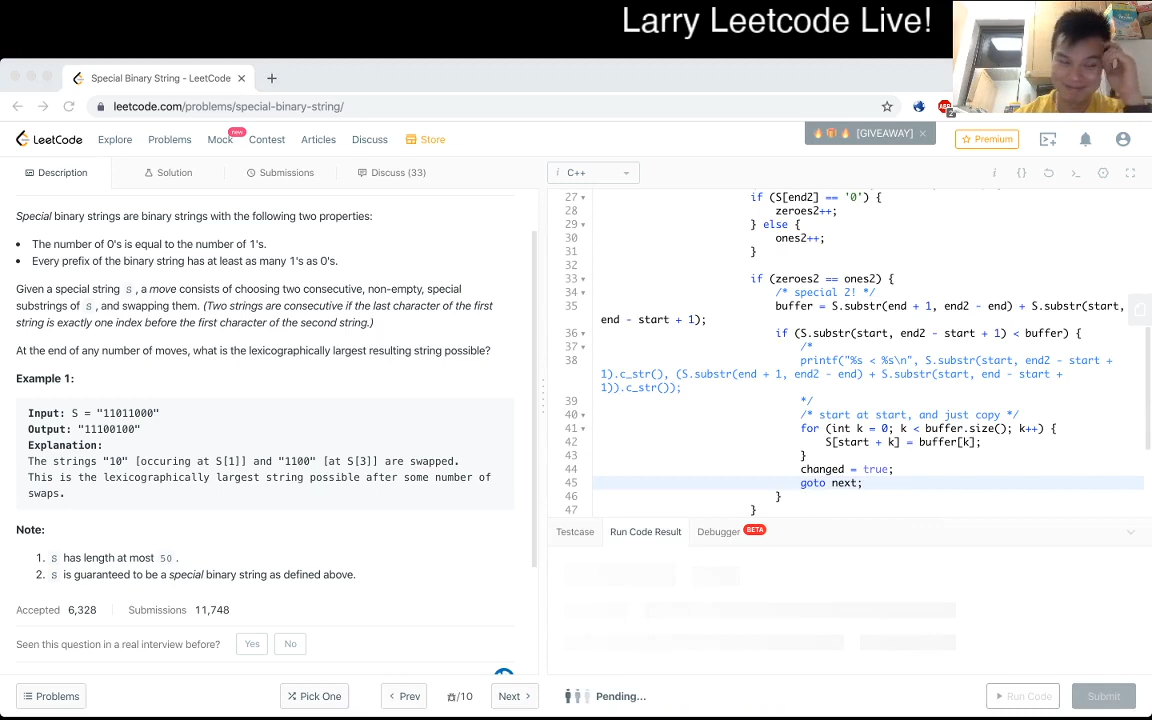 Larry Leetcode Live!
Special Binary String - LeetCode
leetcode.com/problems/special-binary-string/
2
LeetCode
Explore
Problems
Mock
new
Contest
Articles
Discuss
Store
[GIVEAWAY]
Premium
Description
Solution
Submissions
Discuss (33)
i C++
Special binary strings are binary strings with the following two properties:
• The number of 0's is equal to the number of 1's.
• Every prefix of the binary string has at least as many 1's as 0's.
Given a special string S, a move consists of choosing two consecutive, non-empty, special
substrings of S, and swapping them. (Two strings are consecutive if the last character of the first
string is exactly one index before the first character of the second string.)
At the end of any number of moves, what is the lexicographically largest resulting string possible?
Example 1:
Input: S = "11011000"
Output: "11100100"
Explanation:
The strings "10" [occuring at S[1]] and "1100" [at S[3]] are swapped.
This is the lexicographically largest string possible after some number of
swaps.
Note:
1. S has length at most 50.
2. S is guaranteed to be a special binary string as defined above.
Accepted 6,328 Submissions 11,748
Seen this question in a real interview before? Yes No
27 if (S[end2] == '0') {
28 zeroes2++;
29 } else {
30 ones2++;
31 }
32
33 if (zeroes2 == ones2) {
34 /* special 2! */
35 buffer = S.substr(end + 1, end2 - end) + S.substr(start,
end - start + 1);
36 if (S.substr(start, end2 - start + 1) < buffer) {
37 /*
38 printf("%s < %s\n", S.substr(start, end2 - start +
1).c_str(), (S.substr(end + 1, end2 - end) + S.substr(start, end - start +
1)).c_str());
39 */
40 /* start at start, and just copy */
41 for (int k = 0; k < buffer.size(); k++) {
42 S[start + k] = buffer[k];
43 }
44 changed = true;
45 goto next;
46 }
47 }
Testcase
Run Code Result
Debugger
BETA
Problems
Pick One
Prev
/10
Next
Pending...
Run Code
Submit